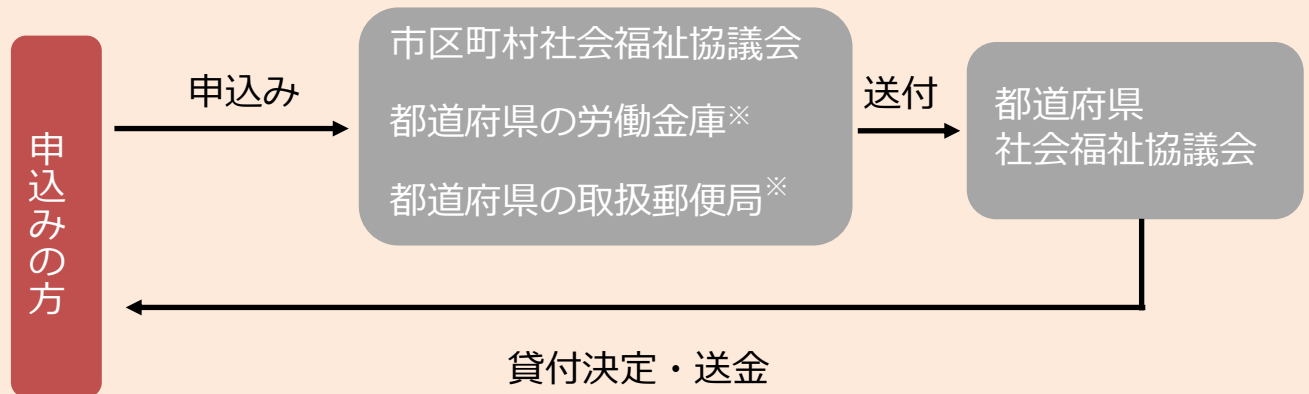 申込みの方
申込み
市区町村社会福祉協議会
都道府県の労働金庫※
都道府県の取扱郵便局※
送付
都道府県
社会福祉協議会
貸付決定・送金